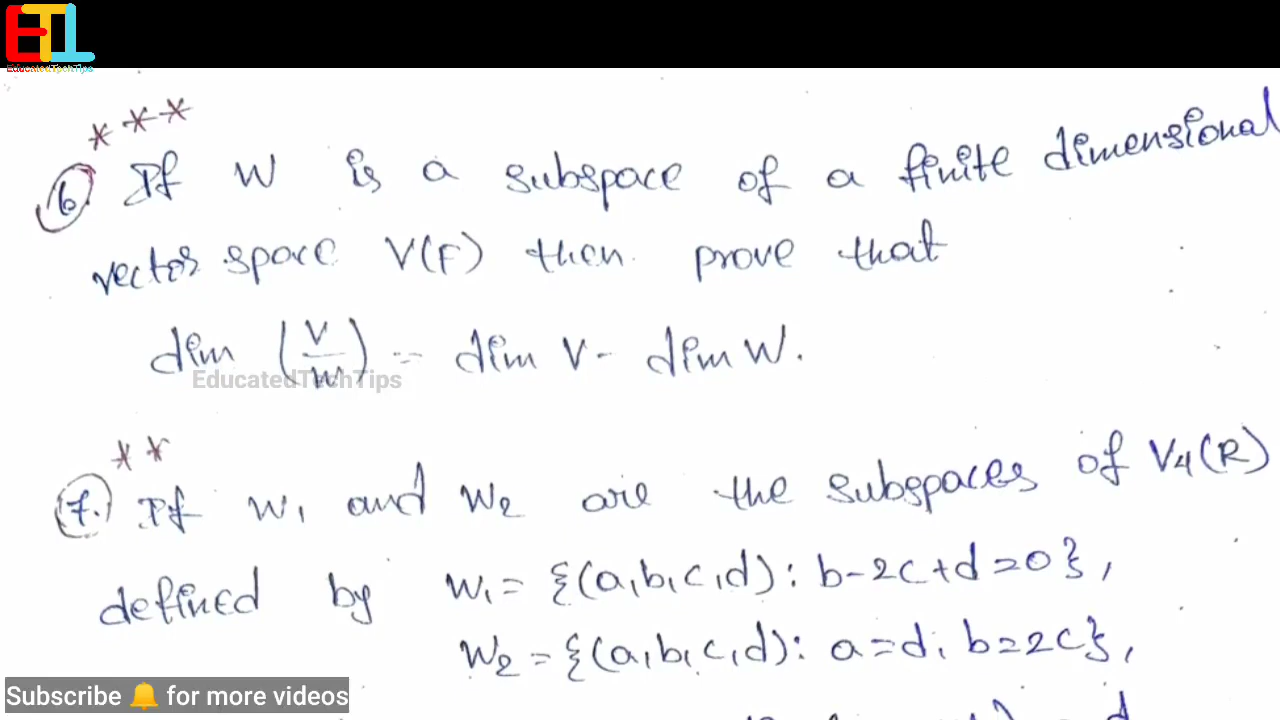 ETT
EducatedTechTips
***
6. If W is a subspace of a finite dimensional
vector space V(F) then prove that
dim (V/W) = dim V - dim W.
EducatedTechTips
**
7. If W1 and W2 are the subspaces of V4(R)
defined by W1 = {(a,b,c,d): b-2c+d=0},
W2 = {(a,b,c,d): a=d, b=2c},
Subscribe 🔔 for more videos